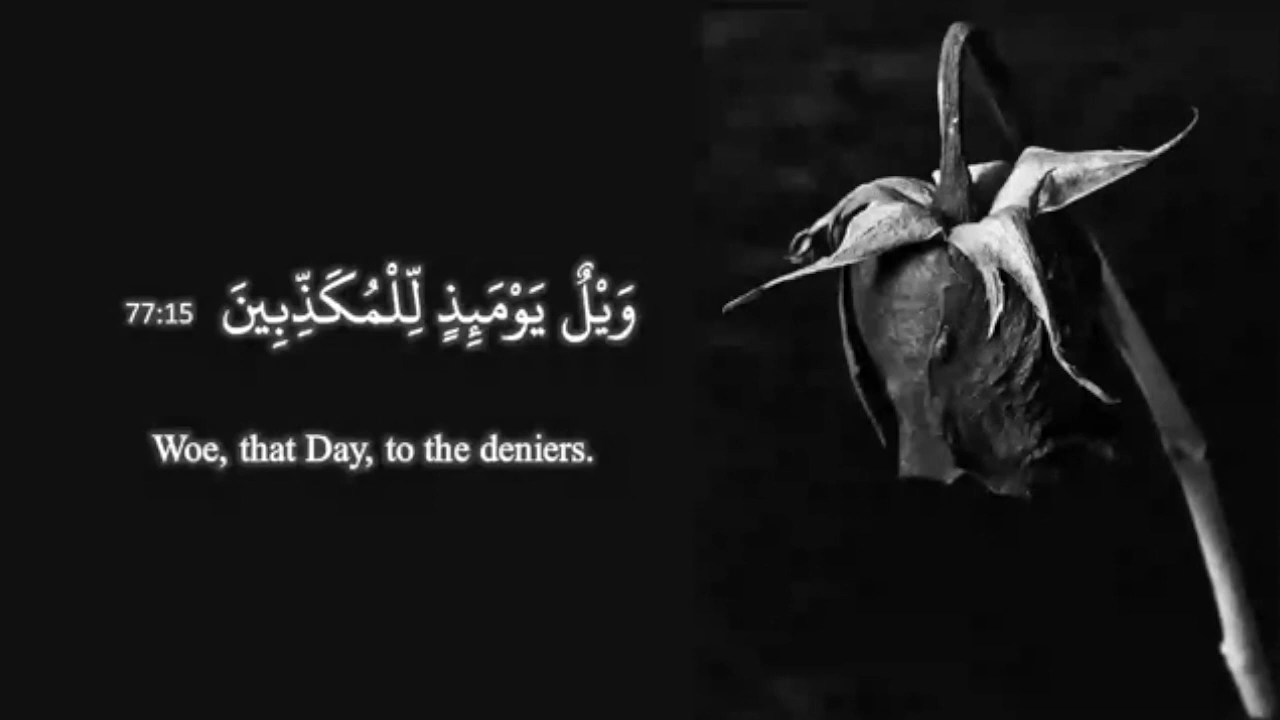 وَيْلٌ يَوْمَئِذٍ لِّلْمُكَذِّبِينَ 77:15
Woe, that Day, to the deniers.